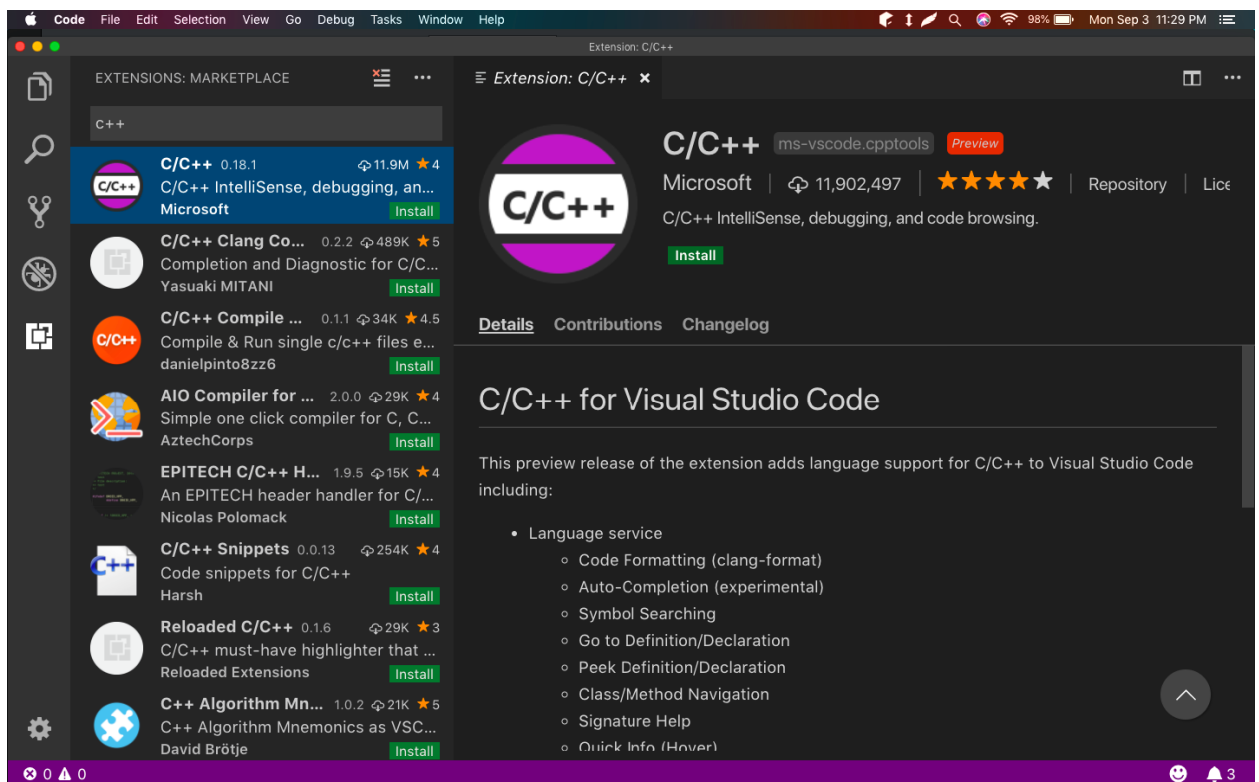 Code File Edit Selection View Go Debug Tasks Window Help 98% Mon Sep 3 11:29 PM
Extension: C/C++
EXTENSIONS: MARKETPLACE
c++
C/C++ 0.18.1 11.9M ★4
C/C++ IntelliSense, debugging, an...
Microsoft Install
C/C++ Clang Co... 0.2.2 489K ★5
Completion and Diagnostic for C/C...
Yasuaki MITANI Install
C/C++ Compile ... 0.1.1 34K ★4.5
Compile & Run single c/c++ files e...
danielpinto8zz6 Install
AIO Compiler for ... 2.0.0 29K ★4
Simple one click compiler for C, C...
AztechCorps Install
EPITECH C/C++ H... 1.9.5 15K ★4
An EPITECH header handler for C/...
Nicolas Polomack Install
C/C++ Snippets 0.0.13 254K ★4
Code snippets for C/C++
Harsh Install
Reloaded C/C++ 0.1.6 29K ★3
C/C++ must-have highlighter that ...
Reloaded Extensions Install
C++ Algorithm Mn... 1.0.2 21K ★5
C++ Algorithm Mnemonics as VSC...
David Brötje Install
C/C++
C/C++
C++
Extension: C/C++
C/C++
C/C++ ms-vscode.cpptools Preview
Microsoft | 11,902,497 | ★★★★★ | Repository | Lice
C/C++ IntelliSense, debugging, and code browsing.
Install
Details Contributions Changelog
C/C++ for Visual Studio Code
This preview release of the extension adds language support for C/C++ to Visual Studio Code
including:
• Language service
Code Formatting (clang-format)
Auto-Completion (experimental)
Symbol Searching
Go to Definition/Declaration
Peek Definition/Declaration
Class/Method Navigation
Signature Help
Quick Info (Hover)
0 0 3